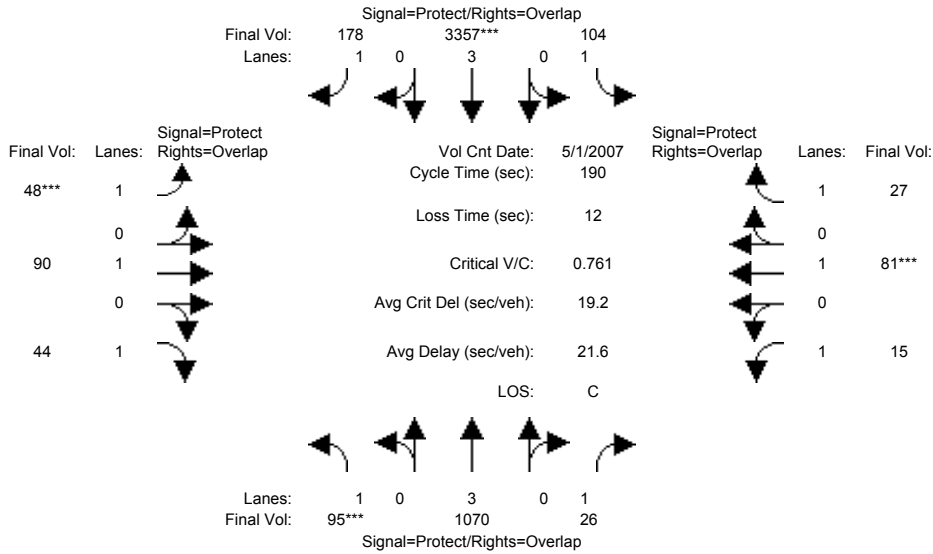 Signal=Protect/Rights=Overlap
Final Vol: 178 3357*** 104
Lanes: 1 0 3 0 1
Signal=Protect
Final Vol: Lanes: Rights=Overlap
Vol Cnt Date: 5/1/2007
Signal=Protect
Rights=Overlap Lanes: Final Vol:
Cycle Time (sec): 190
48*** 1
1 27
Loss Time (sec): 12
0
0
90 1
Critical V/C: 0.761
1 81***
0
Avg Crit Del (sec/veh): 19.2
0
44 1
Avg Delay (sec/veh): 21.6
1 15
LOS: C
Lanes: 1 0 3 0 1
Final Vol: 95*** 1070 26
Signal=Protect/Rights=Overlap